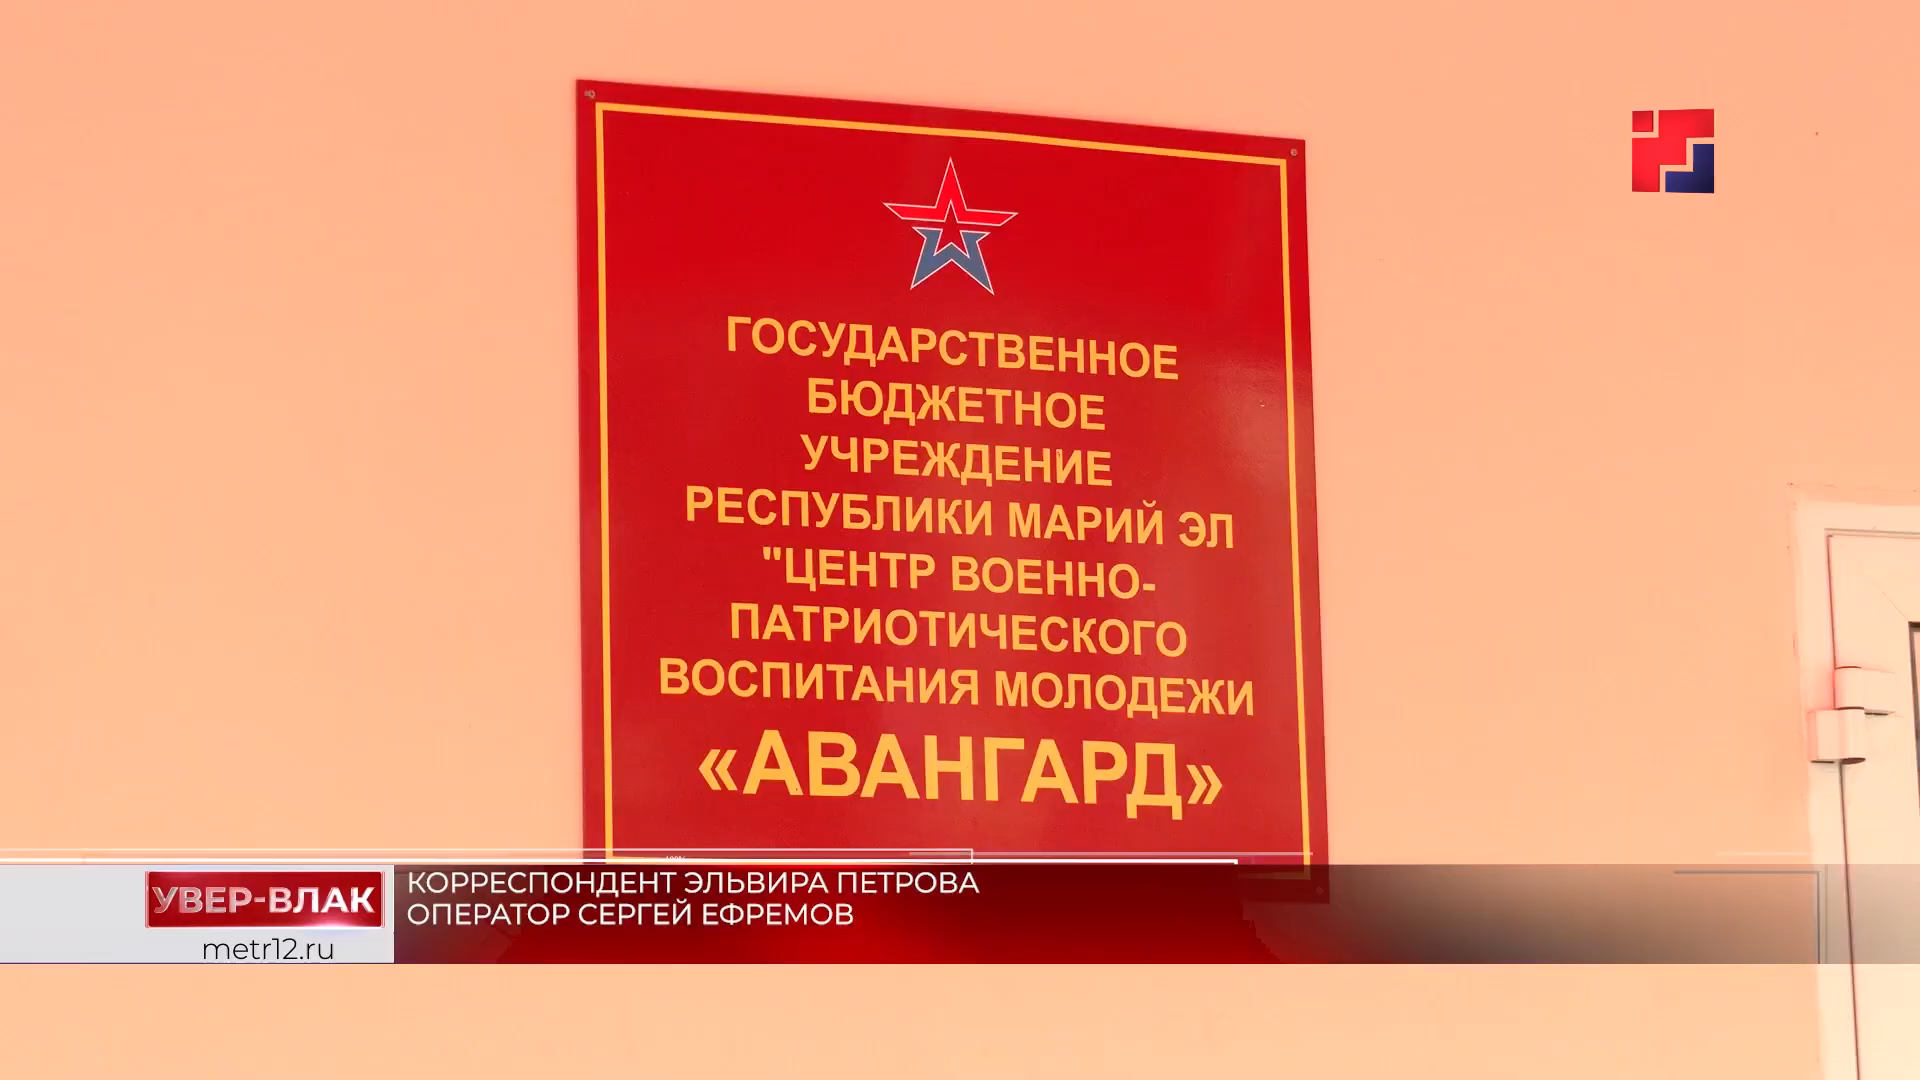 ГОСУДАРСТВЕННОЕ
БЮДЖЕТНОЕ
УЧРЕЖДЕНИЕ
РЕСПУБЛИКИ МАРИЙ ЭЛ
"ЦЕНТР ВОЕННО-
ПАТРИОТИЧЕСКОГО
ВОСПИТАНИЯ МОЛОДЕЖИ
«АВАНГАРД»
УВЕР-ВЛАК
metr12.ru
КОРРЕСПОНДЕНТ ЭЛЬВИРА ПЕТРОВА
ОПЕРАТОР СЕРГЕЙ ЕФРЕМОВ